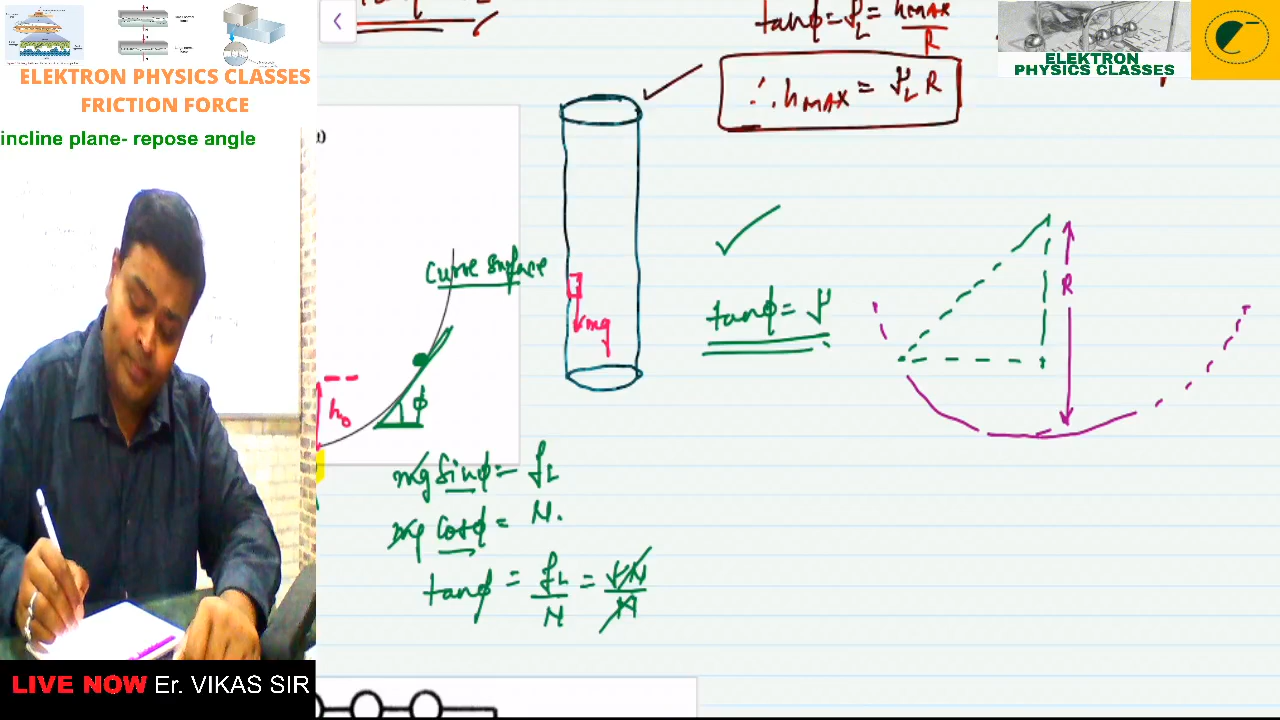 ELEKTRON PHYSICS CLASSES
FRICTION FORCE
incline plane- repose angle
tanϕ = μL = hMAX/R
∴ hMAX = μL R
ELEKTRON
PHYSICS CLASSES
Curve surface
mg
tanϕ = μ
R
h₀
ϕ
mg sinϕ = fL
mg cosϕ = N.
tanϕ = fL/N = μN/N
LIVE NOW Er. VIKAS SIR